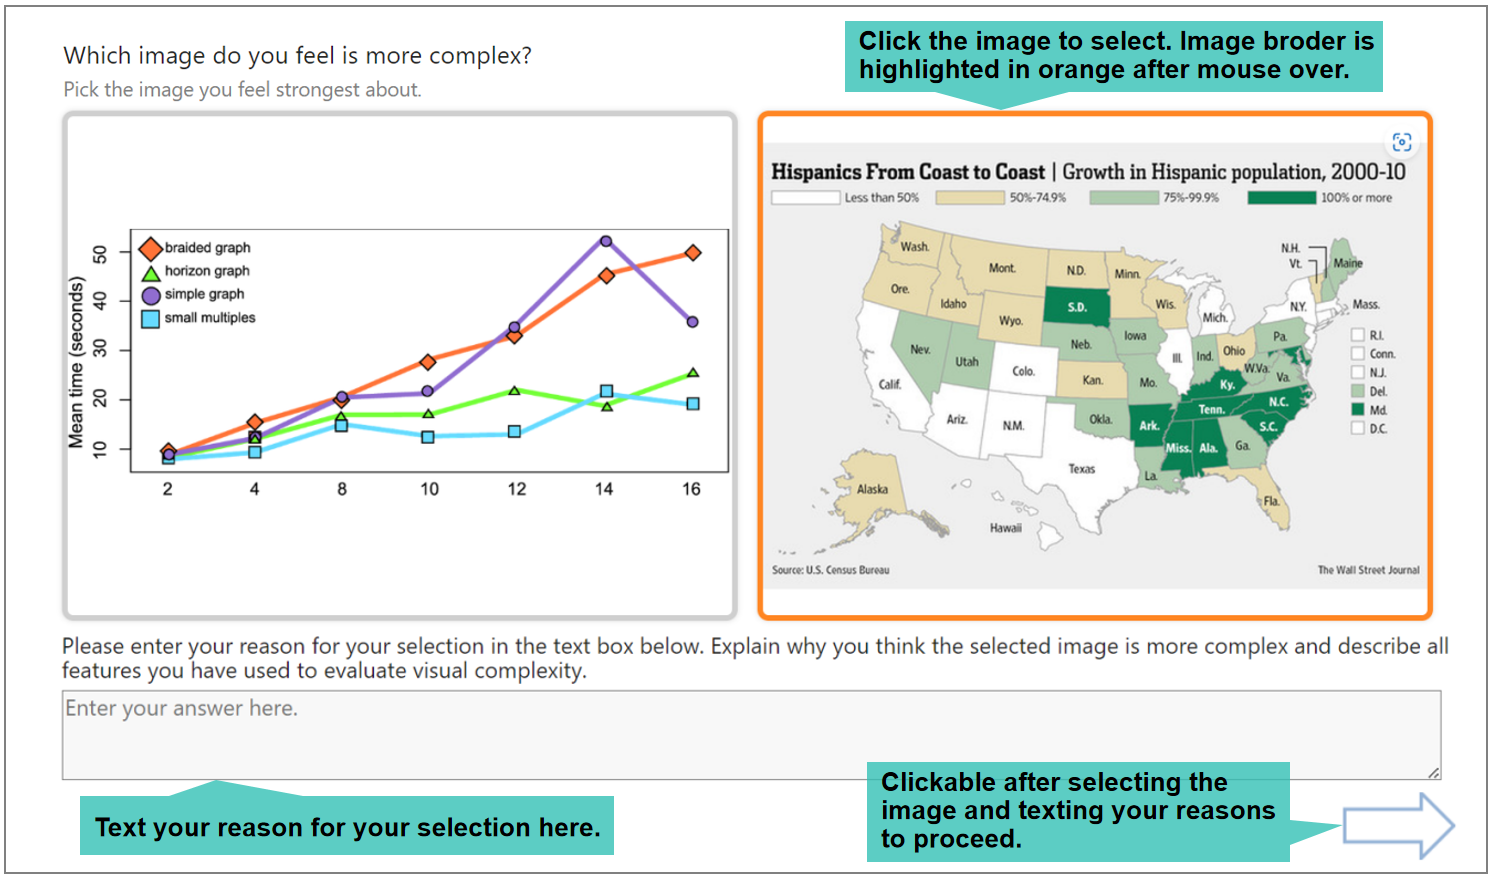 Which image do you feel is more complex?
Pick the image you feel strongest about.
Click the image to select. Image broder is
highlighted in orange after mouse over.
braided graph
horizon graph
simple graph
small multiples
Mean time (seconds)
50
40
30
20
10
2 4 8 10 12 14 16
Hispanics From Coast to Coast | Growth in Hispanic population, 2000-10
Less than 50% 50%-74.9% 75%-99.9% 100% or more
Wash.
Mont.
N.D.
Minn.
N.H.
Vt.
Maine
Ore.
Idaho
Wyo.
S.D.
Wis.
Mich.
N.Y.
Mass.
Nev.
Utah
Colo.
Neb.
Iowa
Ill.
Ind.
Ohio
Pa.
W.Va.
Va.
R.I.
Conn.
N.J.
Del.
Md.
D.C.
Calif.
Ariz.
N.M.
Kan.
Okla.
Mo.
Ky.
Tenn.
N.C.
S.C.
Ark.
Miss.
Ala.
Ga.
Texas
La.
Fla.
Alaska
Hawaii
Source: U.S. Census Bureau
The Wall Street Journal
Please enter your reason for your selection in the text box below. Explain why you think the selected image is more complex and describe all
features you have used to evaluate visual complexity.
Enter your answer here.
Text your reason for your selection here.
Clickable after selecting the
image and texting your reasons
to proceed.